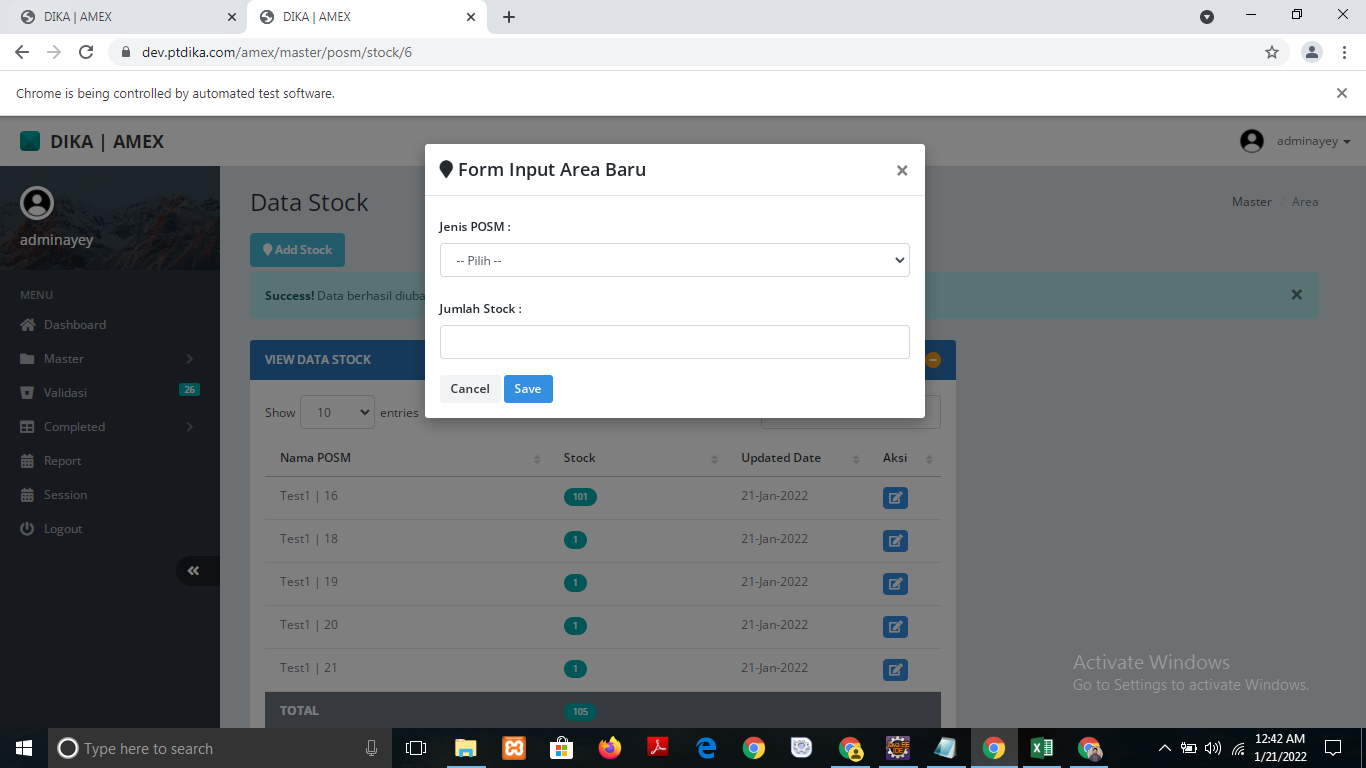 DIKA | AMEX
DIKA | AMEX
dev.ptdika.com/amex/master/posm/stock/6
Chrome is being controlled by automated test software.
DIKA | AMEX
adminayey
adminayey
MENU
Dashboard
Master
Validasi 26
Completed
Report
Session
Logout
Data Stock
Master / Area
Add Stock
Success! Data berhasil diuba
Form Input Area Baru
Jenis POSM :
-- Pilih --
Jumlah Stock :
Cancel Save
VIEW DATA STOCK
Show 10 entries
Nama POSM Stock Updated Date Aksi
Test1 | 16 101 21-Jan-2022
Test1 | 18 1 21-Jan-2022
Test1 | 19 1 21-Jan-2022
Test1 | 20 1 21-Jan-2022
Test1 | 21 1 21-Jan-2022
TOTAL 105
Activate Windows
Go to Settings to activate Windows.
Type here to search
12:42 AM
1/21/2022